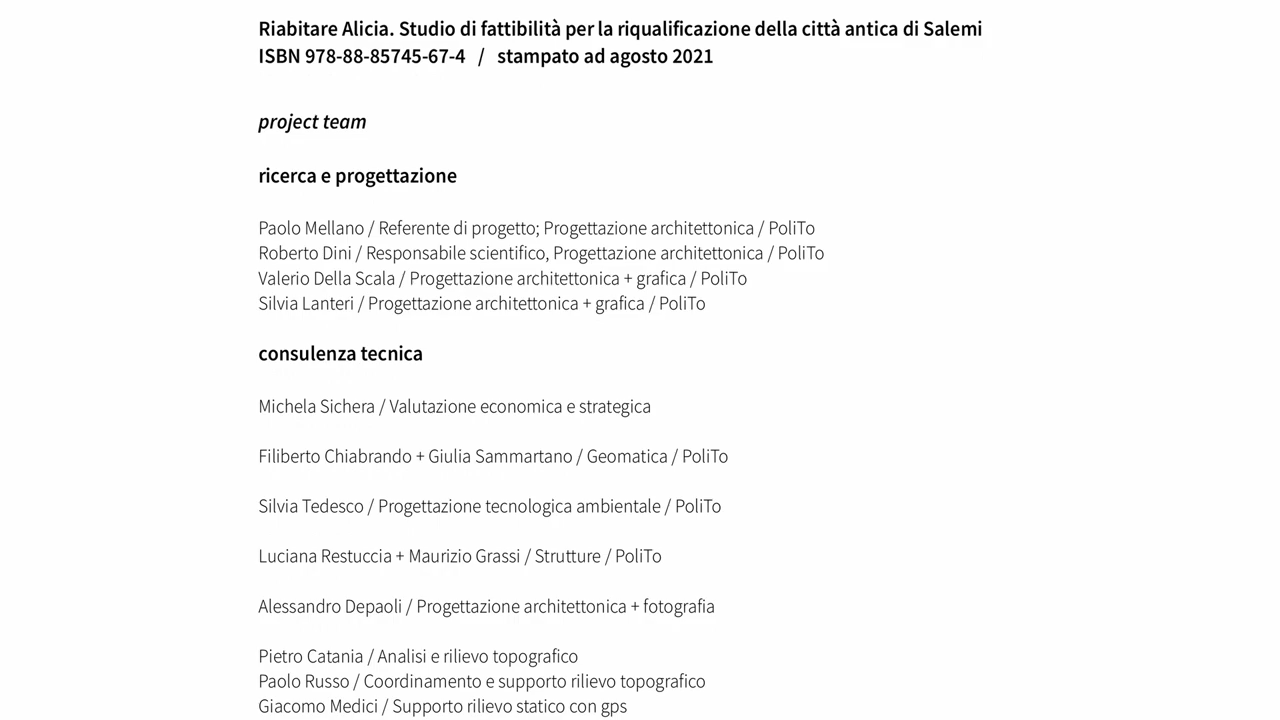 Riabitare Alicia. Studio di fattibilità per la riqualificazione della città antica di Salemi
ISBN 978-88-85745-67-4 / stampato ad agosto 2021
project team
ricerca e progettazione
Paolo Mellano / Referente di progetto; Progettazione architettonica / PoliTo
Roberto Dini / Responsabile scientifico, Progettazione architettonica / PoliTo
Valerio Della Scala / Progettazione architettonica + grafica / PoliTo
Silvia Lanteri / Progettazione architettonica + grafica / PoliTo
consulenza tecnica
Michela Sichera / Valutazione economica e strategica
Filiberto Chiabrando + Giulia Sammartano / Geomatica / PoliTo
Silvia Tedesco / Progettazione tecnologica ambientale / PoliTo
Luciana Restuccia + Maurizio Grassi / Strutture / PoliTo
Alessandro Depaoli / Progettazione architettonica + fotografia
Pietro Catania / Analisi e rilievo topografico
Paolo Russo / Coordinamento e supporto rilievo topografico
Giacomo Medici / Supporto rilievo statico con gps